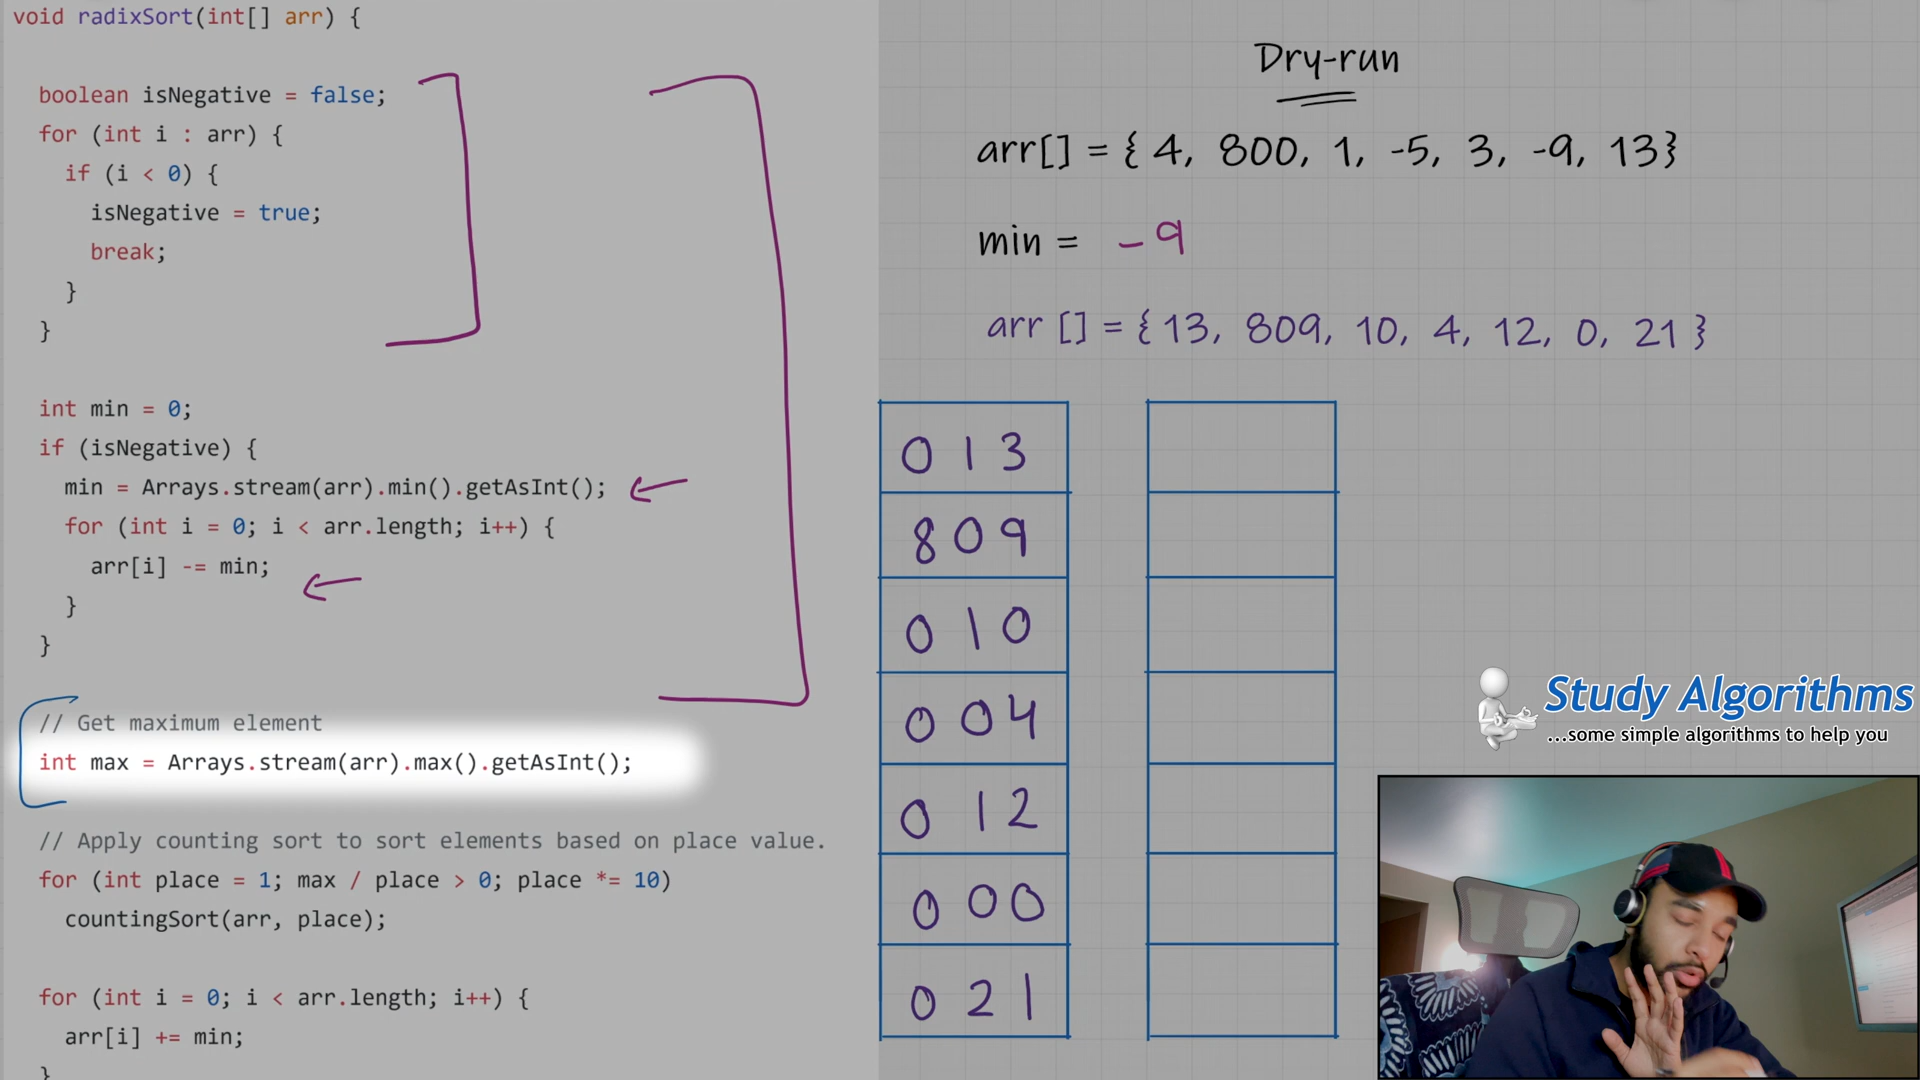 void radixSort(int[] arr) {
boolean isNegative = false;
for (int i : arr) {
if (i < 0) {
isNegative = true;
break;
}
}
int min = 0;
if (isNegative) {
min = Arrays.stream(arr).min().getAsInt();
for (int i = 0; i < arr.length; i++) {
arr[i] -= min;
}
}
// Get maximum element
int max = Arrays.stream(arr).max().getAsInt();
// Apply counting sort to sort elements based on place value.
for (int place = 1; max / place > 0; place *= 10)
countingSort(arr, place);
for (int i = 0; i < arr.length; i++) {
arr[i] += min;
}
Dry-run
arr[] = { 4, 800, 1, -5, 3, -9, 13}
min = -9
arr [] = { 13, 809, 10, 4, 12, 0, 21 }
0 1 3
8 0 9
0 1 0
0 0 4
0 1 2
0 0 0
0 2 1
Study Algorithms
...some simple algorithms to help you